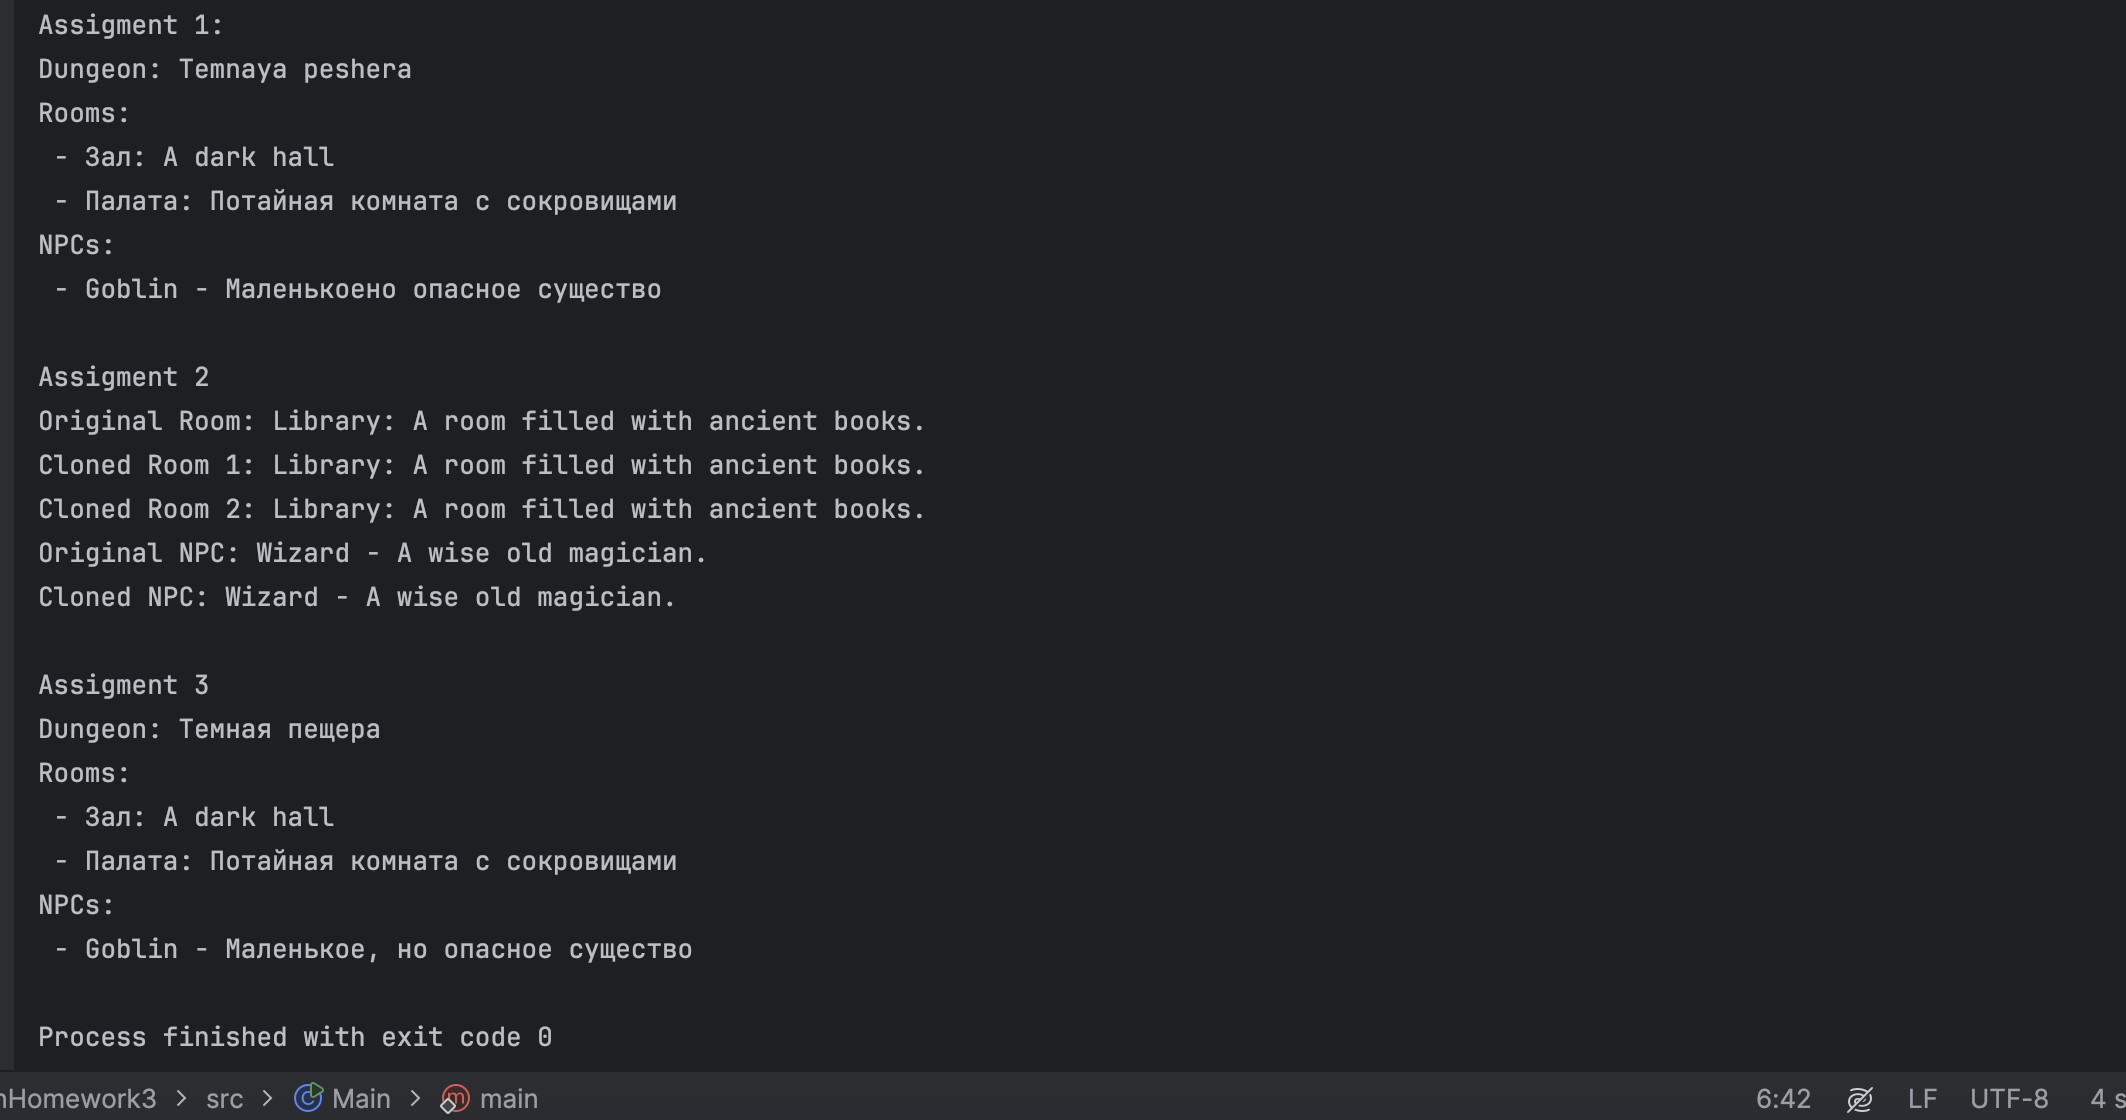 Assigment 1:
Dungeon: Temnaya peshera
Rooms:
 - Зал: A dark hall
 - Палата: Потайная комната с сокровищами
NPCs:
 - Goblin - Маленькоено опасное существо
Assigment 2
Original Room: Library: A room filled with ancient books.
Cloned Room 1: Library: A room filled with ancient books.
Cloned Room 2: Library: A room filled with ancient books.
Original NPC: Wizard - A wise old magician.
Cloned NPC: Wizard - A wise old magician.
Assigment 3
Dungeon: Темная пещера
Rooms:
 - Зал: A dark hall
 - Палата: Потайная комната с сокровищами
NPCs:
 - Goblin - Маленькое, но опасное существо
Process finished with exit code 0
Homework3 > src > Main > main 6:42 LF UTF-8 4 s